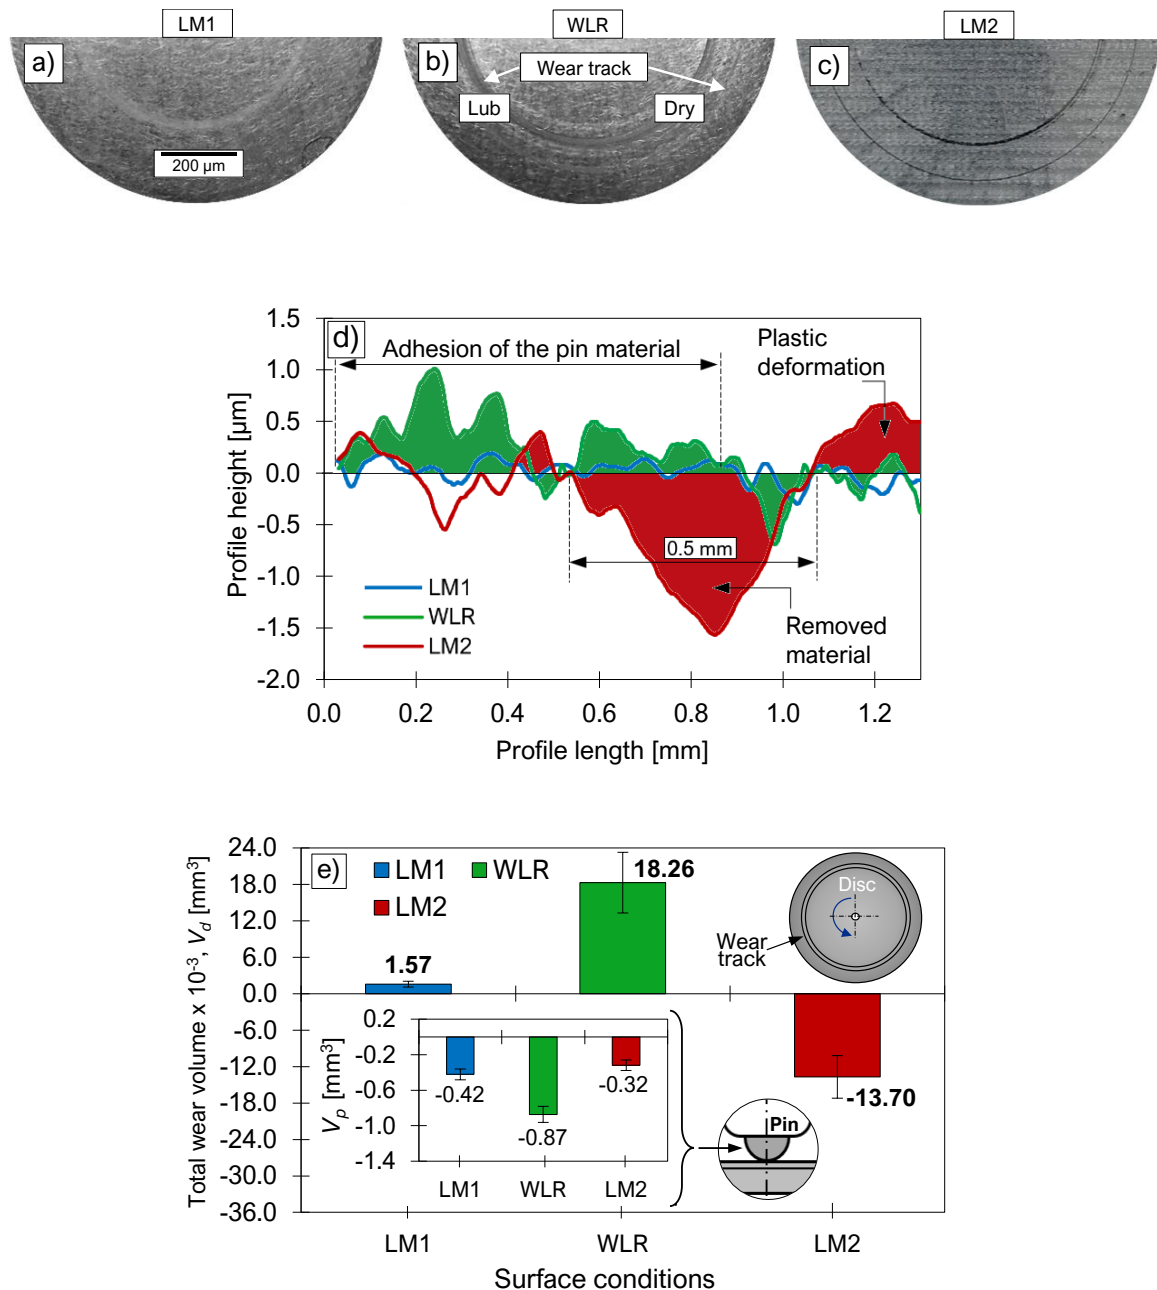 LM1
WLR
LM2
a)
b)
c)
Wear track
Lub
Dry
200 µm
d)
Adhesion of the pin material
Plastic
deformation
0.5 mm
Removed
material
LM1
WLR
LM2
Profile height [µm]
1.5
1.0
0.5
0.0
-0.5
-1.0
-1.5
-2.0
0.0
0.2
0.4
0.6
0.8
1.0
1.2
Profile length [mm]
e)
LM1
WLR
LM2
Total wear volume x 10⁻³, V_d [mm³]
24.0
18.0
12.0
6.0
0.0
-6.0
-12.0
-18.0
-24.0
-30.0
-36.0
1.57
18.26
-13.70
Disc
Wear
track
V_p [mm³]
0.2
-0.2
-0.6
-1.0
-1.4
-0.42
-0.87
-0.32
LM1
WLR
LM2
Pin
LM1
WLR
LM2
Surface conditions